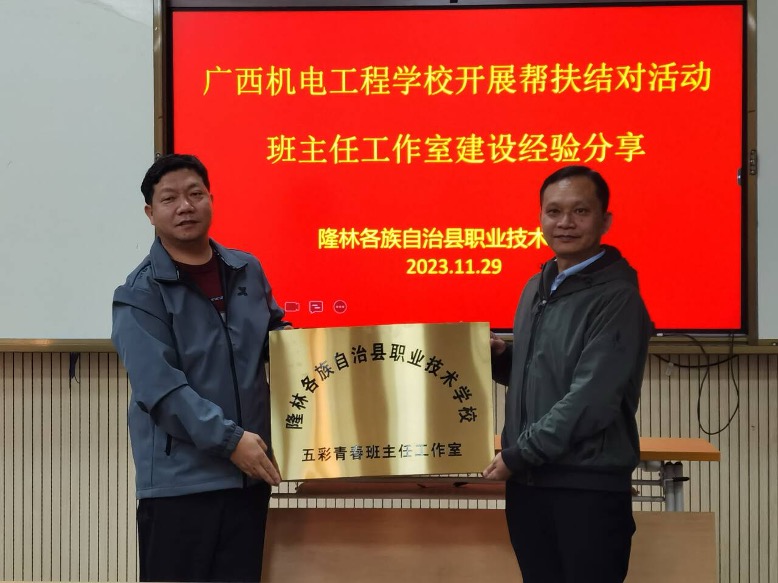 广西机电工程学校开展帮扶结对活动
班主任工作室建设经验分享
隆林各族自治县职业技术
2023.11.29
隆林各族自治县职业技术学校
五彩青春班主任工作室